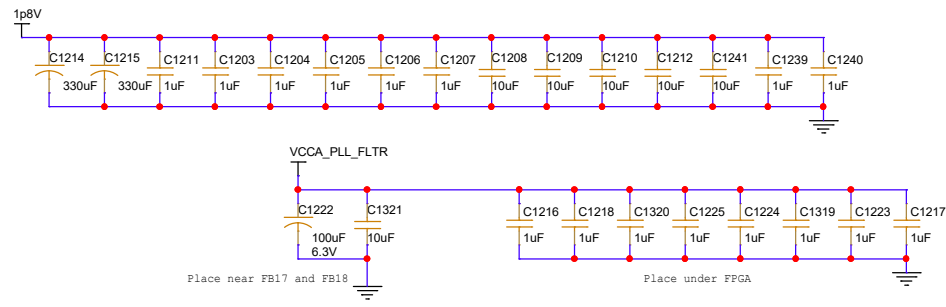 1p8V
C1214 C1215 C1211 C1203 C1204 C1205 C1206 C1207 C1208 C1209 C1210 C1212 C1241 C1239 C1240
330uF 330uF 1uF 1uF 1uF 1uF 1uF 1uF 10uF 10uF 10uF 10uF 10uF 1uF 1uF
VCCA_PLL_FLTR
C1222 C1321 C1216 C1218 C1320 C1225 C1224 C1319 C1223 C1217
100uF 10uF 1uF 1uF 1uF 1uF 1uF 1uF 1uF 1uF
6.3V
Place near FB17 and FB18 Place under FPGA